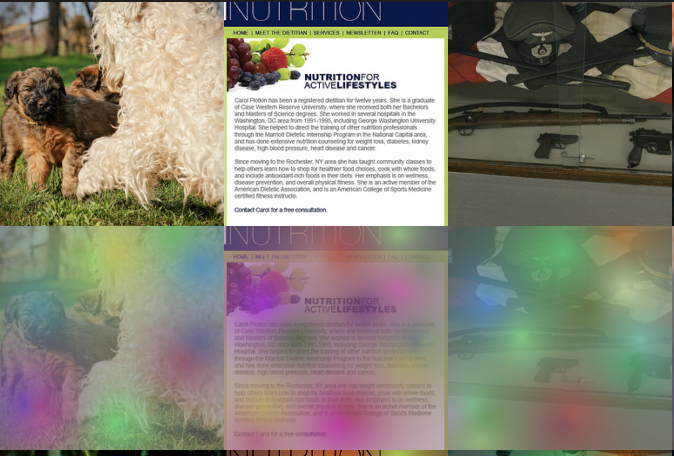 NUTRITION
HOME | MEET THE DIETITIAN | SERVICES | NEWSLETTER | FAQ | CONTACT
NUTRITIONFOR
ACTIVELIFESTYLES
Carol Plotkin has been a registered dietitian for twelve years. She is a graduate
of Case Western Reserve University, where she received both her Bachelors
and Masters of Science degrees. She worked in several hospitals in the
Washington, DC area from 1991-1995, including George Washington University
Hospital. She helped to direct the training of other nutrition professionals
through the Marriott Dietetic Internship Program in the National Capital area,
and has done extensive nutrition counseling for weight loss, diabetes, kidney
disease, high blood pressure, heart disease and cancer.
Since moving to the Rochester, NY area she has taught community classes to
help others learn how to shop for healthier food choices, cook with whole foods,
and include antioxidant-rich foods in their diets. Her emphasis is on wellness,
disease prevention, and overall physical fitness. She is an active member of the
American Dietetic Association, and is an American College of Sports Medicine
certified fitness instructo.
Contact Carol for a free consultation.
NUTRITION
HOME | MEET THE DIETITIAN | SERVICES | NEWSLETTER | FAQ | CONTACT
NUTRITIONFOR
ACTIVELIFESTYLES
Carol Plotkin has been a registered dietitian for twelve years. She is a graduate
of Case Western Reserve University, where she received both her Bachelors
and Masters of Science degrees. She worked in several hospitals in the
Washington, DC area from 1991-1995, including George Washington University
Hospital. She helped to direct the training of other nutrition professionals
through the Marriott Dietetic Internship Program in the National Capital area,
and has done extensive nutrition counseling for weight loss, diabetes, kidney
disease, high blood pressure, heart disease and cancer.
Since moving to the Rochester, NY area she has taught community classes to
help others learn how to shop for healthier food choices, cook with whole foods,
and include antioxidant-rich foods in their diets. Her emphasis is on wellness,
disease prevention, and overall physical fitness. She is an active member of the
American Dietetic Association, and is an American College of Sports Medicine
certified fitness instructo.
Contact Carol for a free consultation.